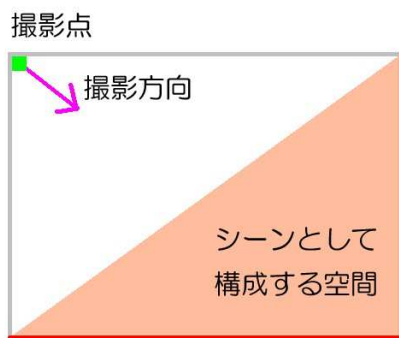 撮影点
撮影方向
シーンとして
構成する空間